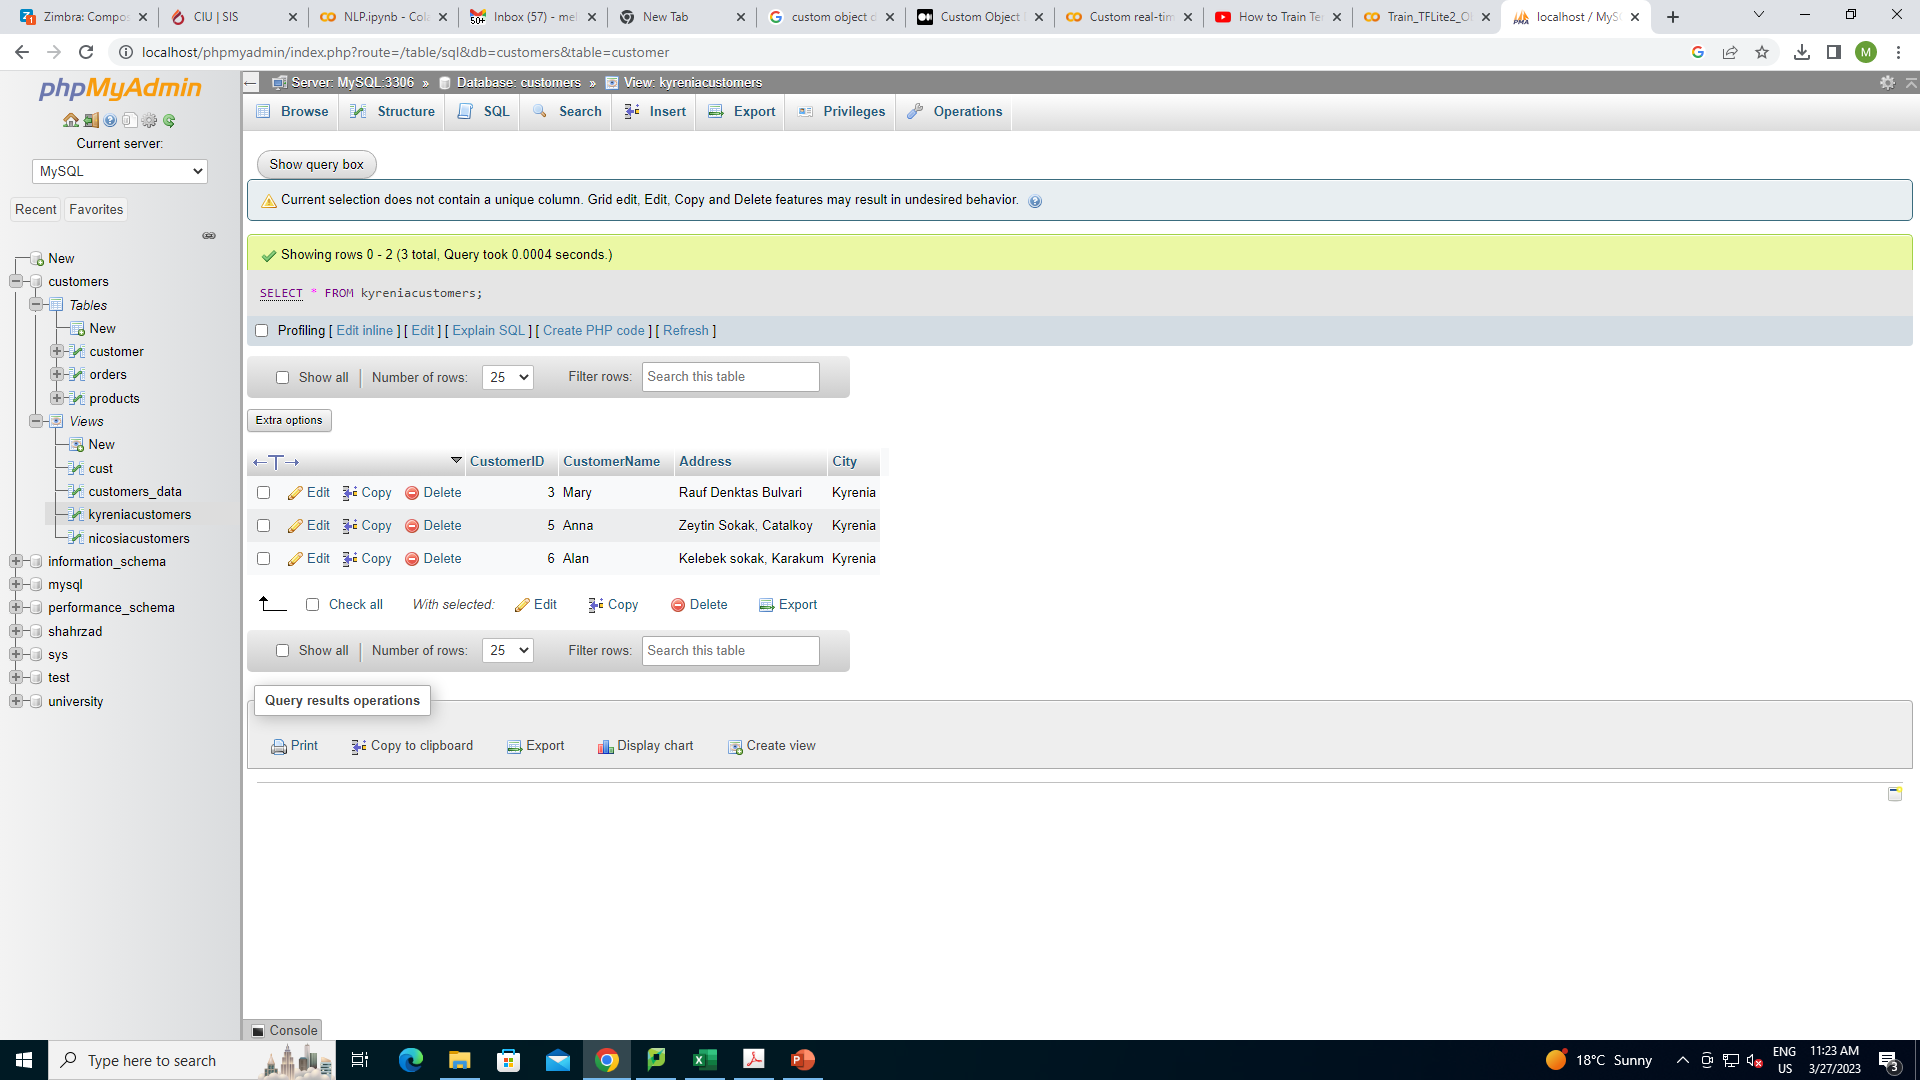 Zimbra: Compos
CIU | SIS
NLP.ipynb - Cola
Inbox (57) - mel
New Tab
custom object d
Custom Object
Custom real-tim
How to Train Ten
Train_TFLite2_O
localhost / MyS
localhost/phpmyadmin/index.php?route=/table/sql&db=customers&table=customer
M
phpMyAdmin
Current server:
MySQL
Recent
Favorites
New
customers
Tables
New
customer
orders
products
Views
New
cust
customers_data
kyreniacustomers
nicosiacustomers
information_schema
mysql
performance_schema
shahrzad
sys
test
university
Server: MySQL:3306 » Database: customers » View: kyreniacustomers
Browse Structure SQL Search Insert Export Privileges Operations
Show query box
Current selection does not contain a unique column. Grid edit, Edit, Copy and Delete features may result in undesired behavior.
Showing rows 0 - 2 (3 total, Query took 0.0004 seconds.)
SELECT * FROM kyreniacustomers;
Profiling [ Edit inline ] [ Edit ] [ Explain SQL ] [ Create PHP code ] [ Refresh ]
Show all Number of rows: 25 Filter rows: Search this table
Extra options
←T→ CustomerID CustomerName Address City
Edit Copy Delete 3 Mary Rauf Denktas Bulvari Kyrenia
Edit Copy Delete 5 Anna Zeytin Sokak, Catalkoy Kyrenia
Edit Copy Delete 6 Alan Kelebek sokak, Karakum Kyrenia
Check all With selected: Edit Copy Delete Export
Show all Number of rows: 25 Filter rows: Search this table
Query results operations
Print Copy to clipboard Export Display chart Create view
Console
Type here to search
18°C Sunny
ENG
US
11:23 AM
3/27/2023
3